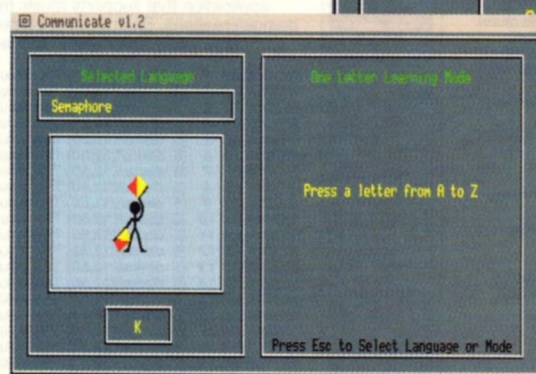 Communicate v1.2
Selected Language
Semaphore
K
One Letter Learning Mode
Press a letter from A to Z
Press Esc to Select Language or Mode